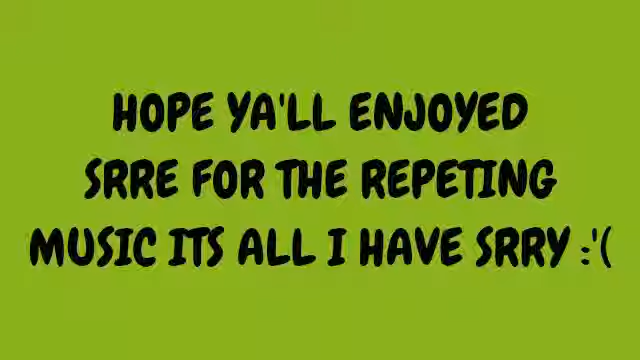 HOPE YA'LL ENJOYED
SRRE FOR THE REPETING
MUSIC ITS ALL I HAVE SRRY :'(